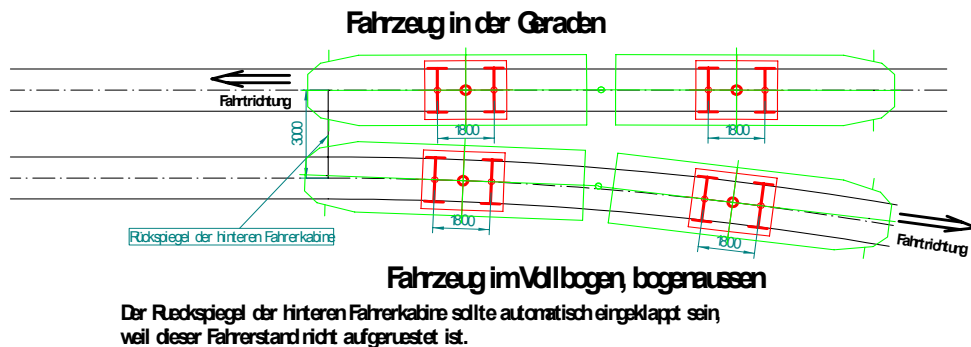 Fahrzeug in der Geraden
Fahrtrichtung
1800
1800
3000
1800
1800
Rückspiegel der hinteren Fahrerkabine
Fahrtrichtung
Fahrzeug im Vollbogen, bogenaussen
Der Rueckspiegel der hinteren Fahrerkabine sollte automatisch eingeklappt sein,
weil dieser Fahrerstand nicht aufgeruestet ist.